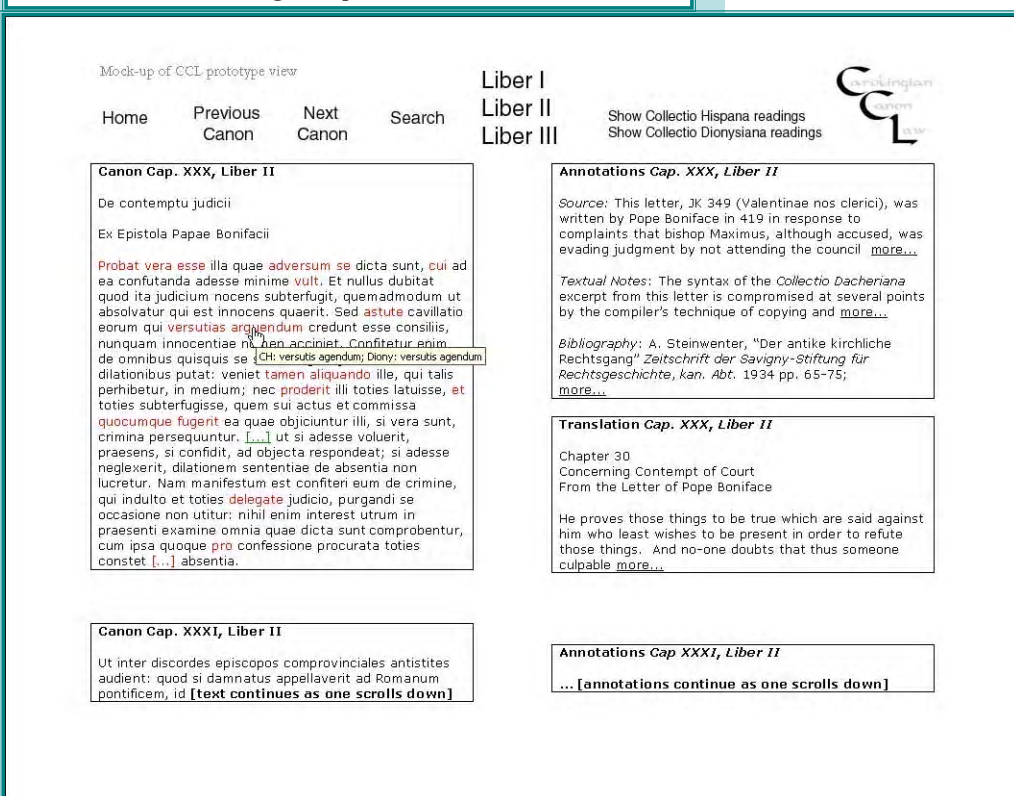 Mock-up of CCL prototype view
Home
Previous
Canon
Next
Canon
Search
Liber I
Liber II
Liber III
Show Collectio Hispana readings
Show Collectio Dionysiana readings
Carolingian
Canon
Law
Canon Cap. XXX, Liber II
De contemptu judicii
Ex Epistola Papae Bonifacii
Probat vera esse illa quae adversum se dicta sunt, cui ad
ea confutanda adesse minime vult. Et nullus dubitat
quod ita judicium nocens subterfugit, quemadmodum ut
absolvatur qui est innocens quaerit. Sed astute cavillatio
eorum qui versutias arguendum credunt esse consiliis,
nunquam innocentiae accipiet. Confitetur enim
de omnibus quisquis se
CH: versutis agendum; Diony: versutis agendum
dilationibus putat: veniet tamen aliquando ille, qui talis
perhibetur, in medium; nec proderit illi toties latuisse, et
toties subterfugisse, quem sui actus et commissa
quocumque fugerit ea quae objiciuntur illi, si vera sunt,
crimina persequuntur. [...] ut si adesse voluerit,
praesens, si confidit, ad objecta respondeat; si adesse
neglexerit, dilationem sententiae de absentia non
lucretur. Nam manifestum est confiteri eum de crimine,
qui indulto et toties delegate judicio, purgandi se
occasione non utitur: nihil enim interest utrum in
praesenti examine omnia quae dicta sunt comprobentur,
cum ipsa quoque pro confessione procurata toties
constet [...] absentia.
Canon Cap. XXXI, Liber II
Ut inter discordes episcopos comprovinciales antistites
audient: quod si damnatus appellaverit ad Romanum
pontificem, id [text continues as one scrolls down]
Annotations Cap. XXX, Liber II
Source: This letter, JK 349 (Valentinae nos clerici), was
written by Pope Boniface in 419 in response to
complaints that bishop Maximus, although accused, was
evading judgment by not attending the council more...
Textual Notes: The syntax of the Collectio Dacheriana
excerpt from this letter is compromised at several points
by the compiler's technique of copying and more...
Bibliography: A. Steinwenter, "Der antike kirchliche
Rechtsgang" Zeitschrift der Savigny-Stiftung für
Rechtsgeschichte, kan. Abt. 1934 pp. 65-75;
more...
Translation Cap. XXX, Liber II
Chapter 30
Concerning Contempt of Court
From the Letter of Pope Boniface
He proves those things to be true which are said against
him who least wishes to be present in order to refute
those things. And no-one doubts that thus someone
culpable more...
Annotations Cap XXXI, Liber II
... [annotations continue as one scrolls down]